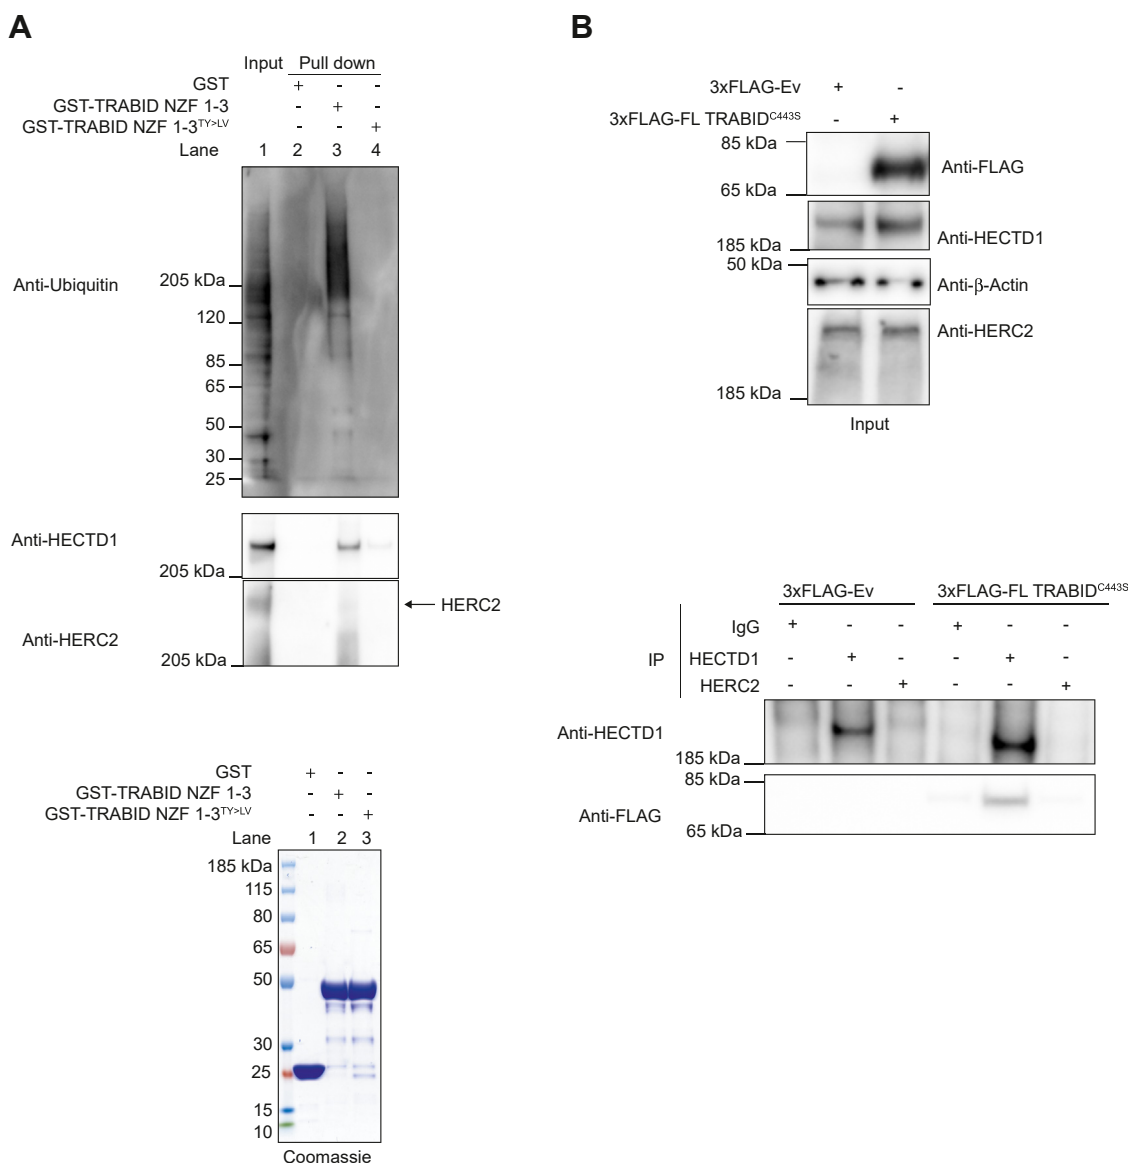 A
Input Pull down
GST + - -
GST-TRABID NZF 1-3 - + -
GST-TRABID NZF 1-3TY>LV - - +
Lane 1 2 3 4
Anti-Ubiquitin
205 kDa
120
85
65
50
30
25
Anti-HECTD1
205 kDa
HERC2
Anti-HERC2
205 kDa
GST + - -
GST-TRABID NZF 1-3 - + -
GST-TRABID NZF 1-3TY>LV - - +
Lane 1 2 3
185 kDa
115
80
65
50
30
25
15
10
Coomassie
B
3xFLAG-Ev + -
3xFLAG-FL TRABIDC443S - +
85 kDa
Anti-FLAG
65 kDa
Anti-HECTD1
185 kDa
50 kDa
Anti-β-Actin
Anti-HERC2
185 kDa
Input
3xFLAG-Ev 3xFLAG-FL TRABIDC443S
IgG + - - + - -
IP HECTD1 - + - - + -
HERC2 - - + - - +
Anti-HECTD1
185 kDa
85 kDa
Anti-FLAG
65 kDa